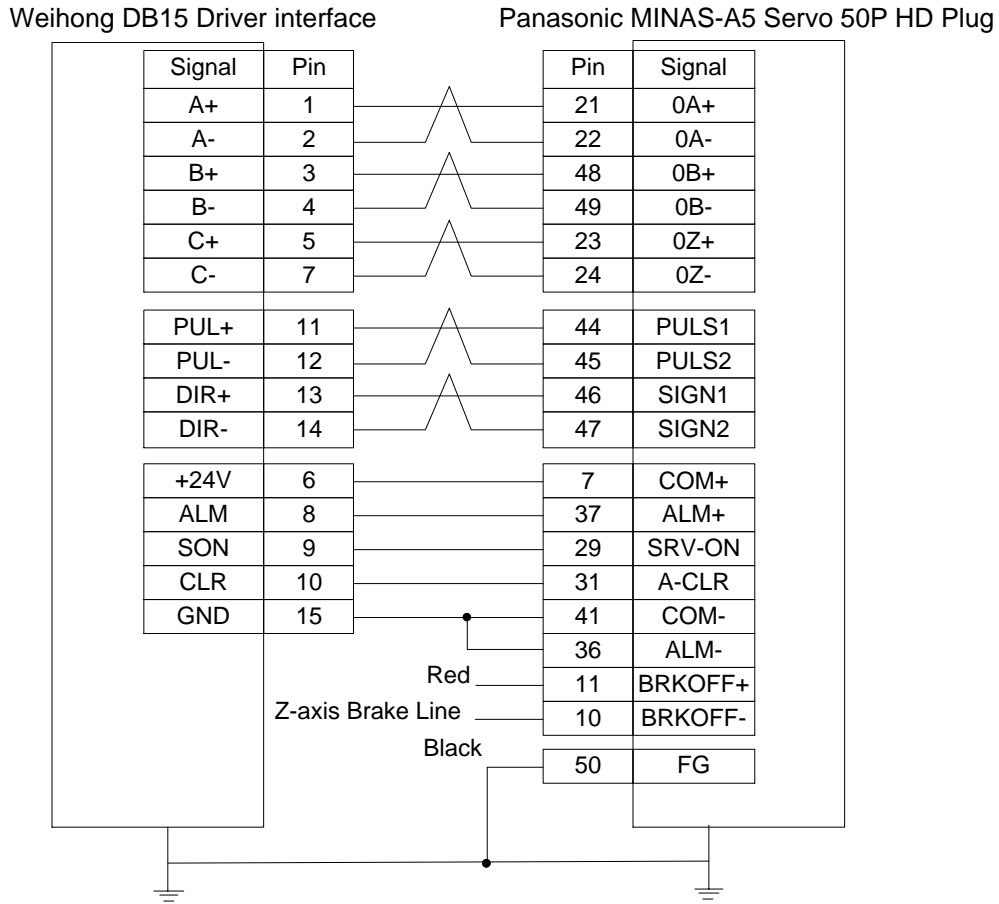 Weihong DB15 Driver interface Panasonic MINAS-A5 Servo 50P HD Plug
Signal Pin Pin Signal
A+ 1 21 0A+
A- 2 22 0A-
B+ 3 48 0B+
B- 4 49 0B-
C+ 5 23 0Z+
C- 7 24 0Z-
PUL+ 11 44 PULS1
PUL- 12 45 PULS2
DIR+ 13 46 SIGN1
DIR- 14 47 SIGN2
+24V 6 7 COM+
ALM 8 37 ALM+
SON 9 29 SRV-ON
CLR 10 31 A-CLR
GND 15 41 COM-
36 ALM-
Red 11 BRKOFF+
Z-axis Brake Line 10 BRKOFF-
Black
50 FG